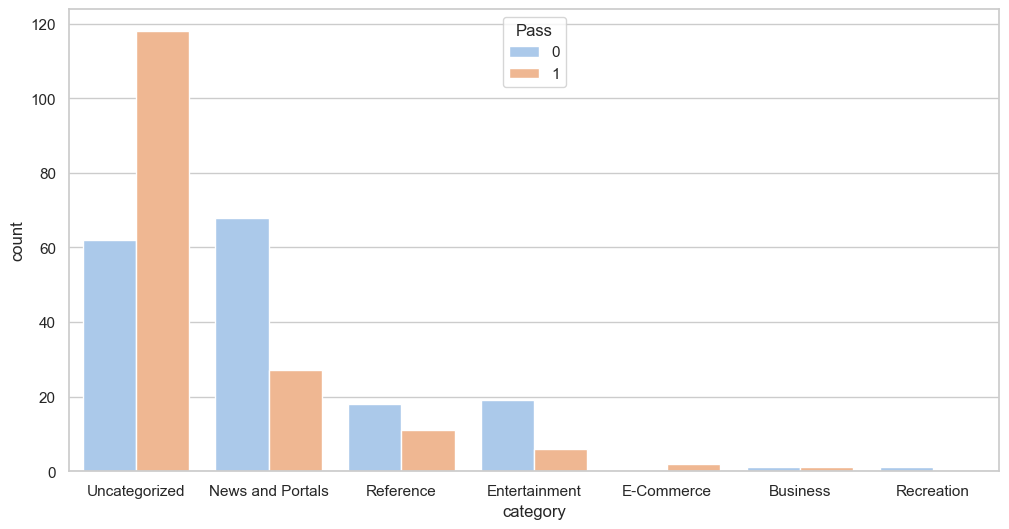 Pass
0
1
120
100
80
60
40
20
0
count
Uncategorized News and Portals Reference Entertainment E-Commerce Business Recreation
category